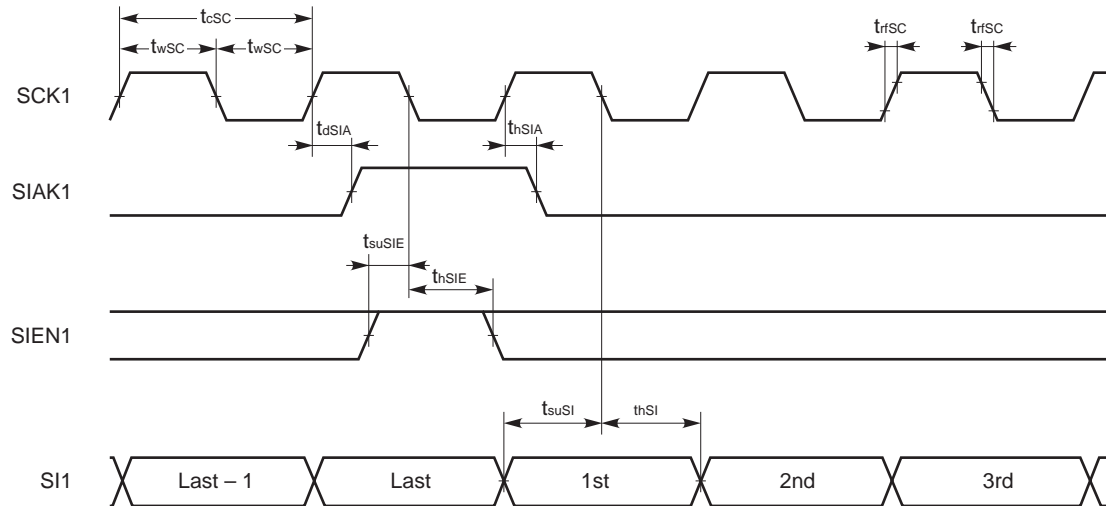 tcSC
twSC twSC trfSC trfSC
SCK1
tdSIA thSIA
SIAK1
tsuSIE
thSIE
SIEN1
tsuSI thSI
SI1 Last – 1 Last 1st 2nd 3rd